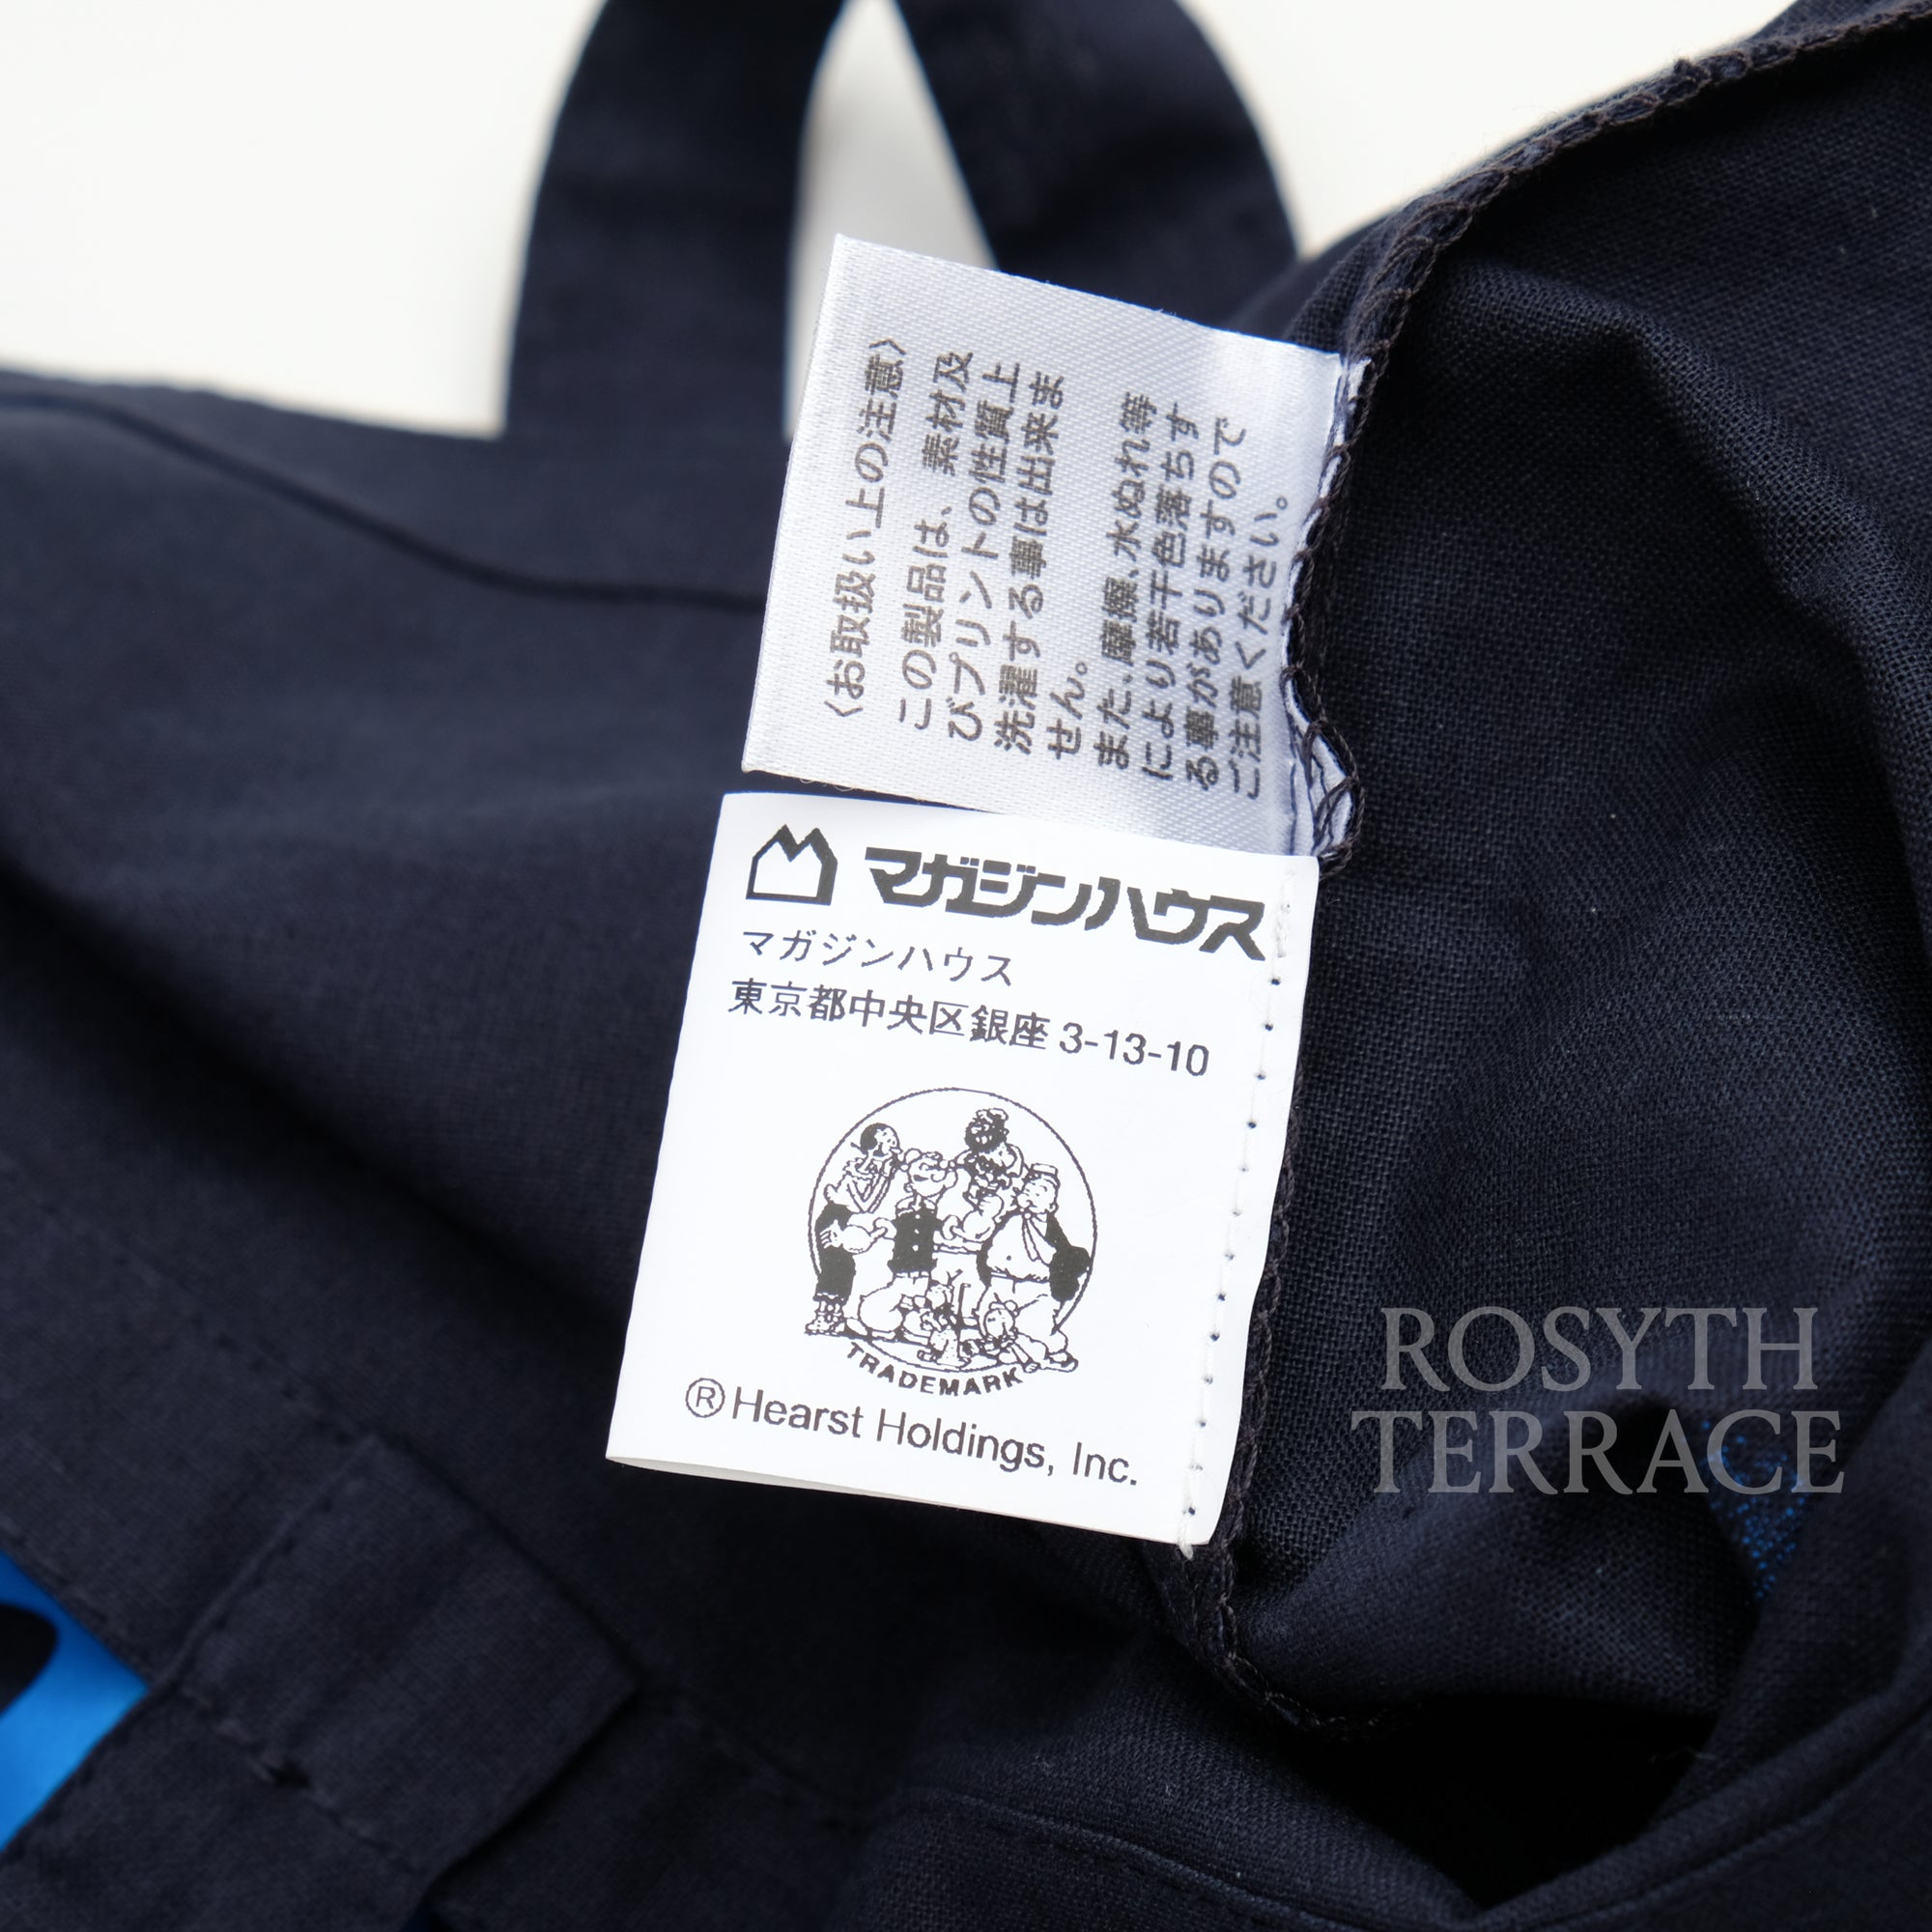 〈お取扱い上の注意〉
この製品は、素材及
びプリントの性質上
洗濯する事は出来ま
せん。
また、摩擦、水ぬれ等
により若干色落ちす
る事がありますので
ご注意ください。
マガジンハウス
マガジンハウス
東京都中央区銀座 3-13-10
TRADEMARK
®Hearst Holdings, Inc.
ROSYTH
TERRACE